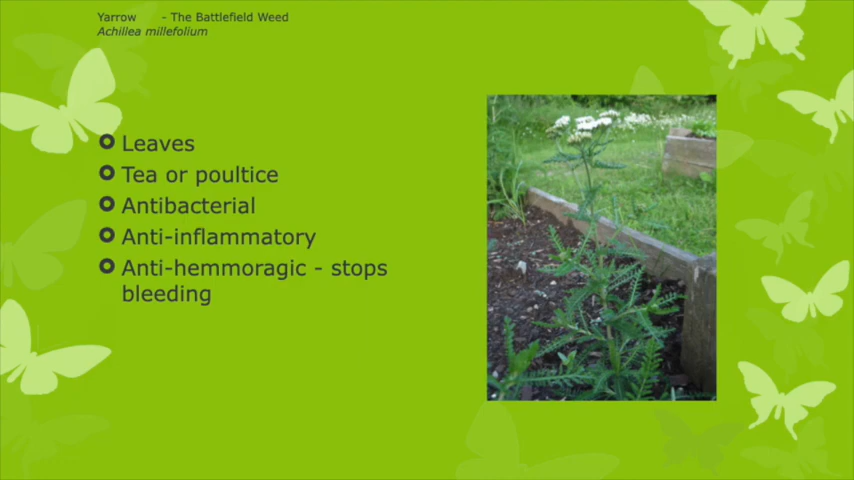 Yarrow - The Battlefield Weed
Achillea millefolium
Leaves
Tea or poultice
Antibacterial
Anti-inflammatory
Anti-hemmoragic - stops
bleeding